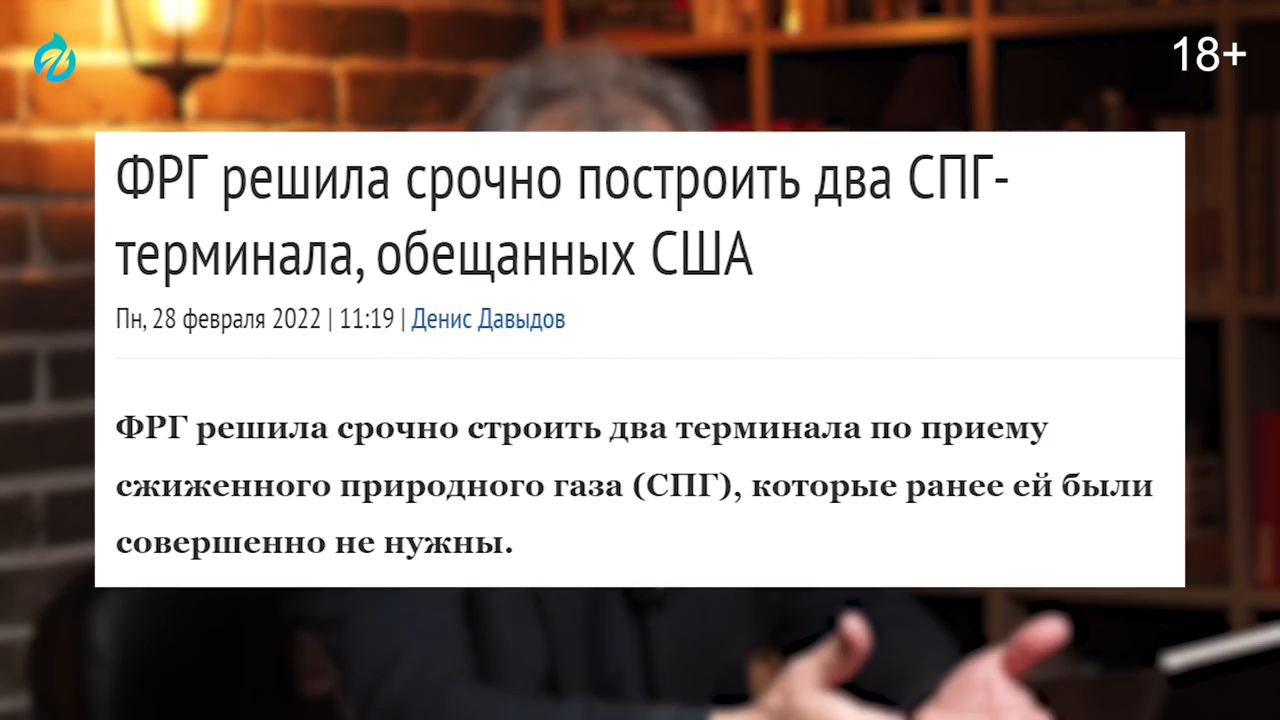 18+
ФРГ решила срочно построить два СПГ-
терминала, обещанных США
Пн, 28 февраля 2022 | 11:19 | Денис Давыдов
ФРГ решила срочно строить два терминала по приему
сжиженного природного газа (СПГ), которые ранее ей были
совершенно не нужны.